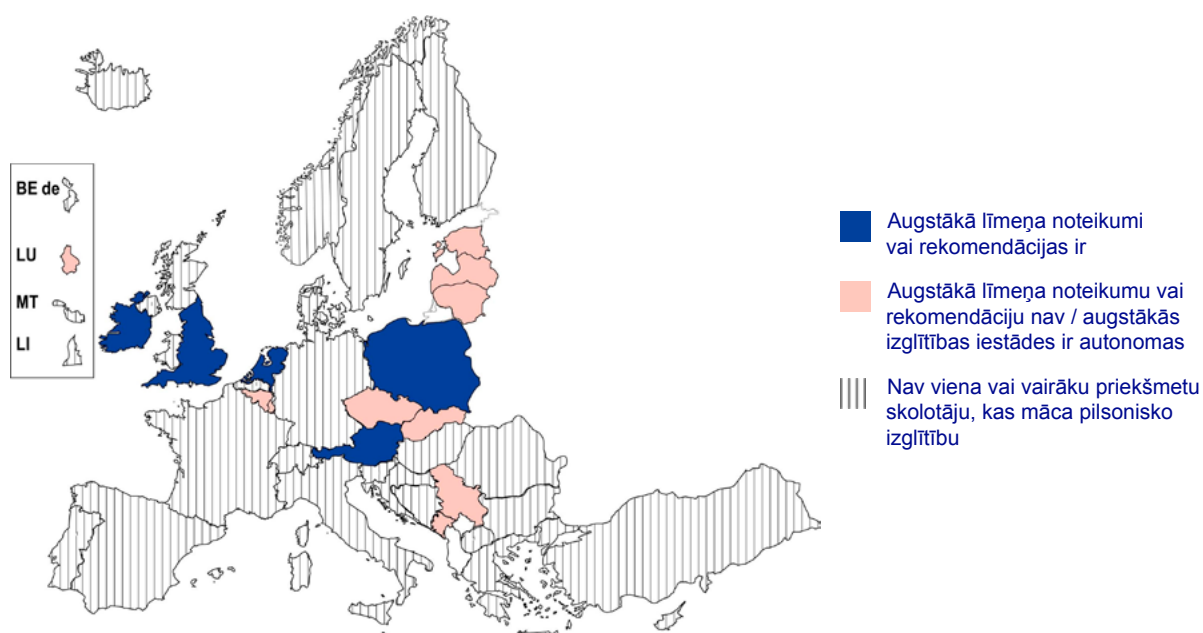 BE de
LU
MT
LI
Augstākā līmeņa noteikumi
vai rekomendācijas ir
Augstākā līmeņa noteikumu vai
rekomendāciju nav / augstākās
izglītības iestādes ir autonomas
Nav viena vai vairāku priekšmetu
skolotāju, kas māca pilsonisko
izglītību